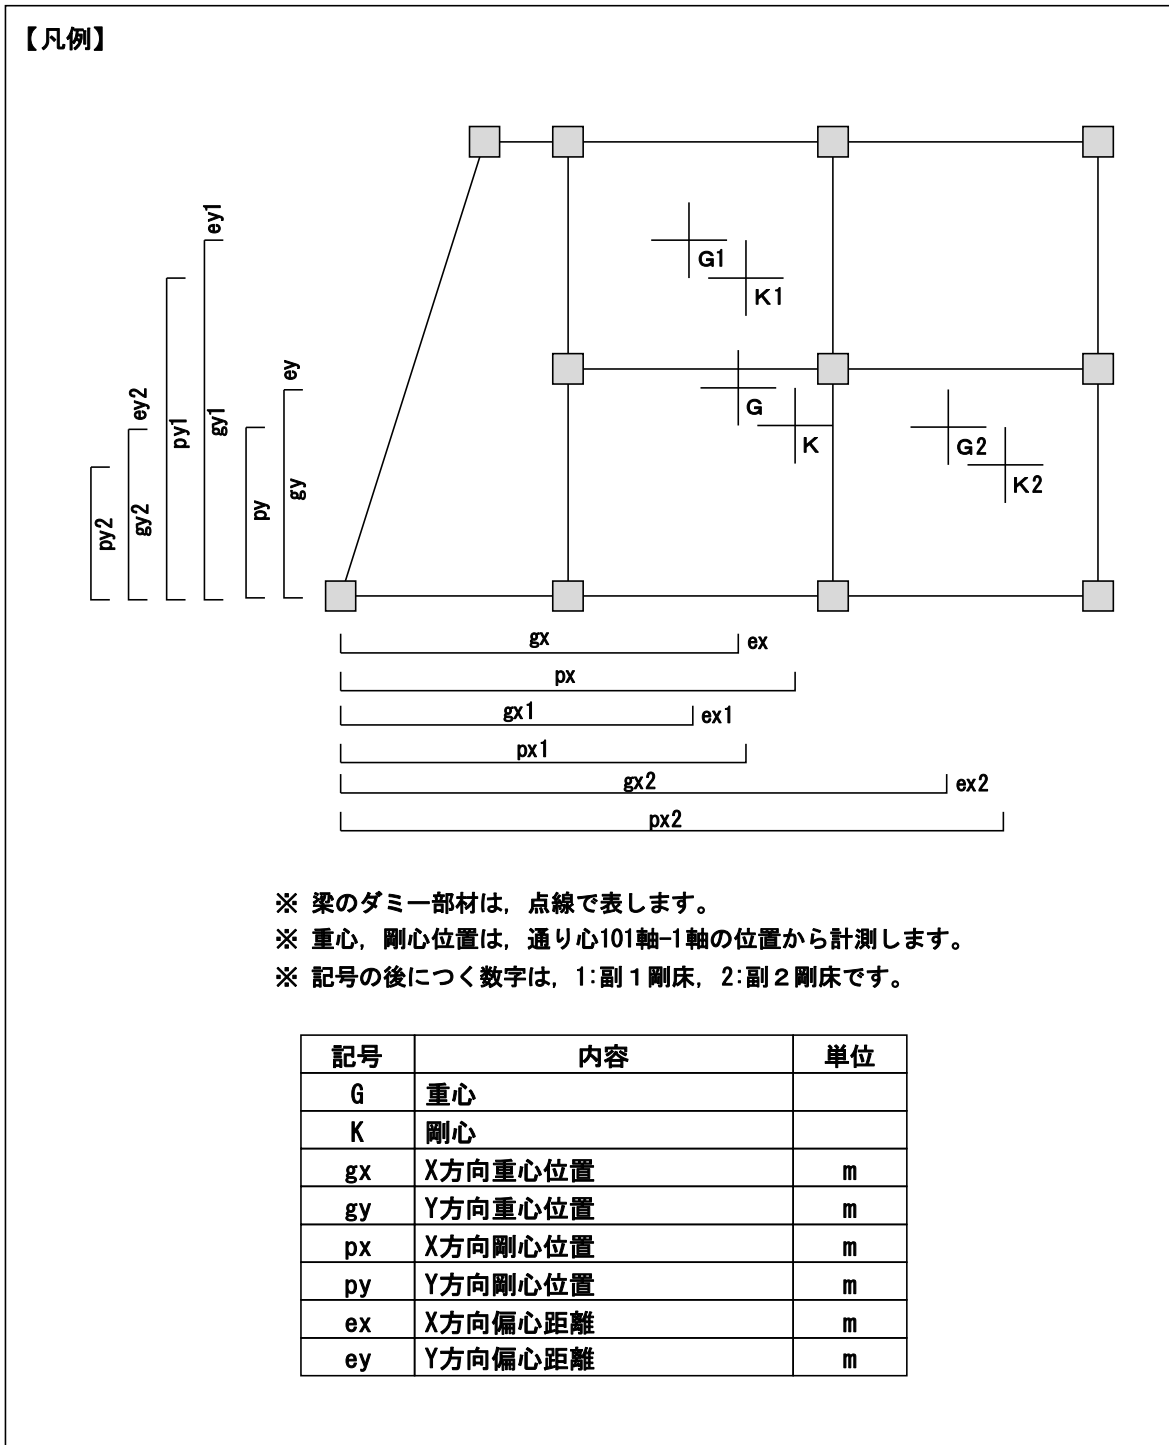 【凡例】
ey1
G1
K1
ey
ey2
G
py1
gy1
K
G2
K2
gy
py
py2
gy2
gx
ex
px
gx1
ex1
px1
gx2
ex2
px2
※ 梁のダミー部材は，点線で表します。
※ 重心，剛心位置は，通り心101軸-1軸の位置から計測します。
※ 記号の後につく数字は，1:副１剛床，2:副２剛床です。
記号 内容 単位
G 重心
K 剛心
gx X方向重心位置 m
gy Y方向重心位置 m
px X方向剛心位置 m
py Y方向剛心位置 m
ex X方向偏心距離 m
ey Y方向偏心距離 m